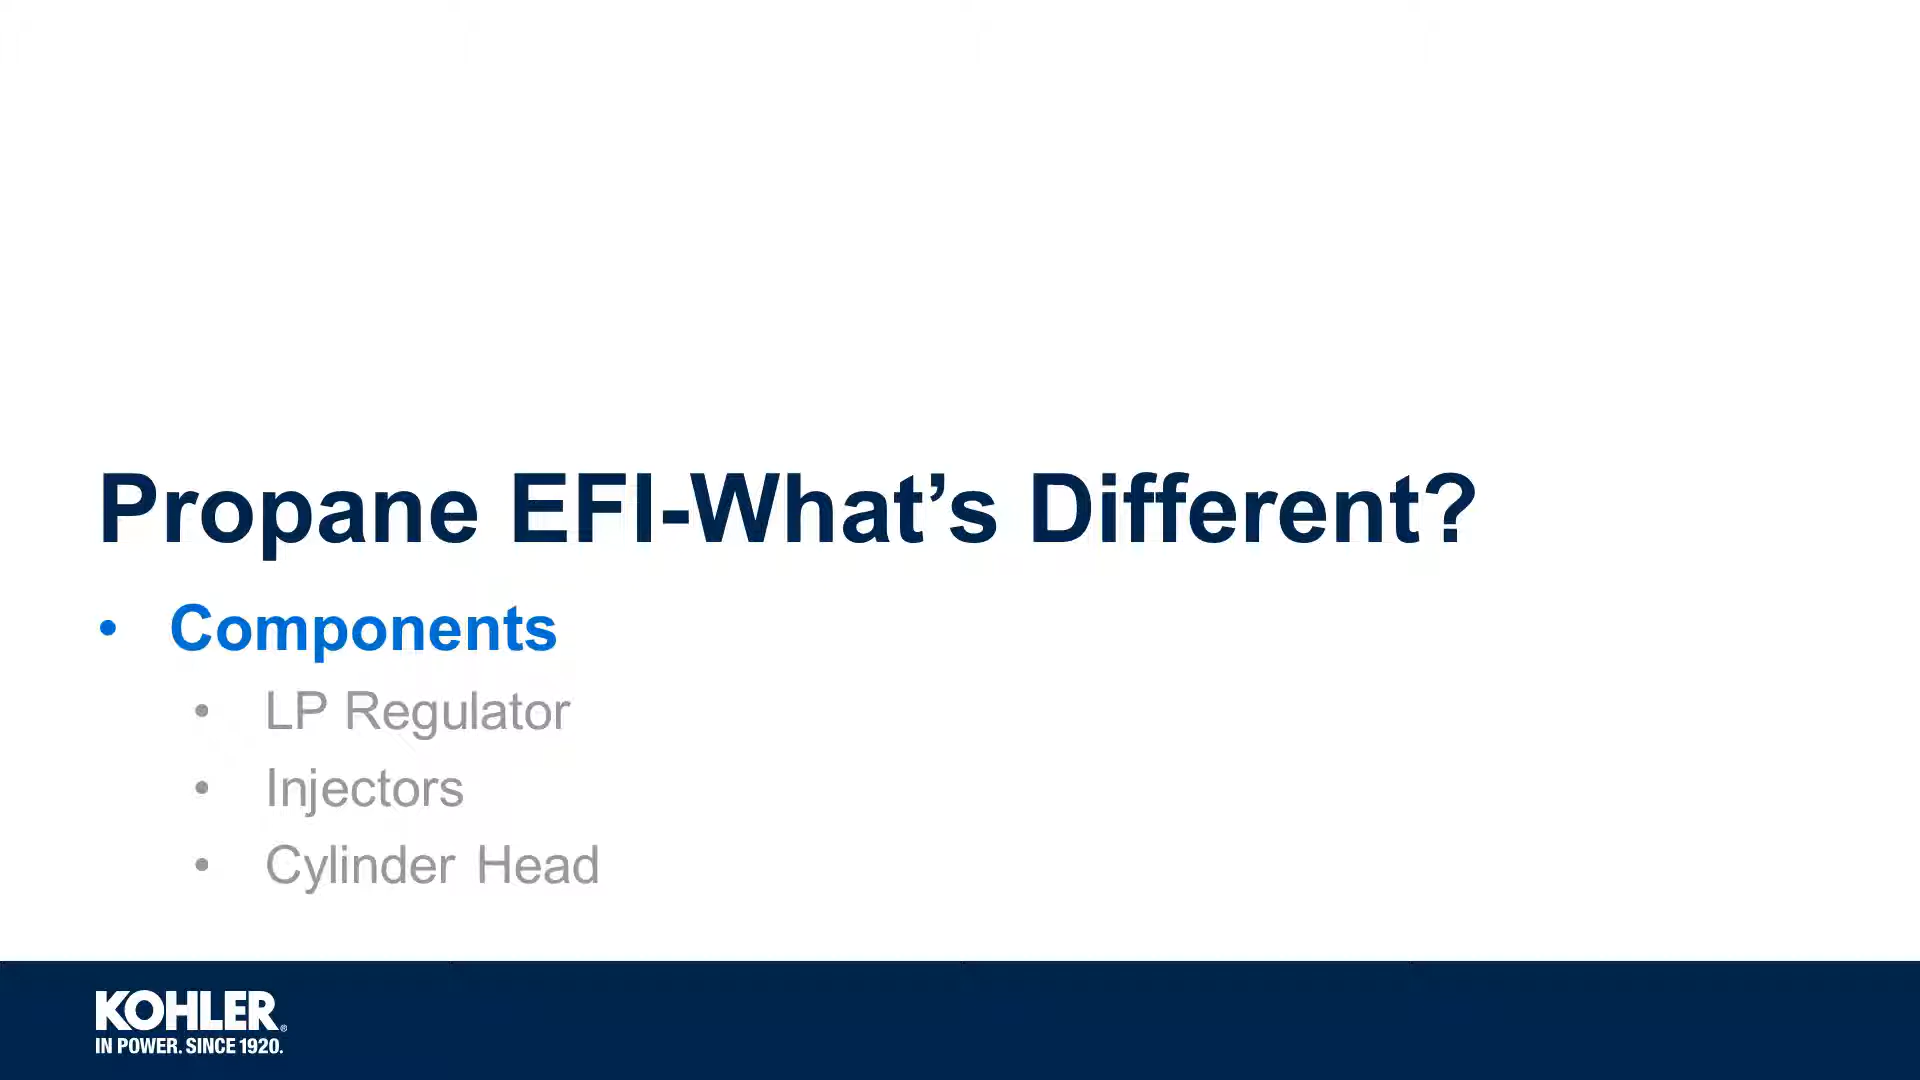 Propane EFI-What’s Different?
• Components
• LP Regulator
• Injectors
• Cylinder Head
KOHLER®
IN POWER. SINCE 1920.